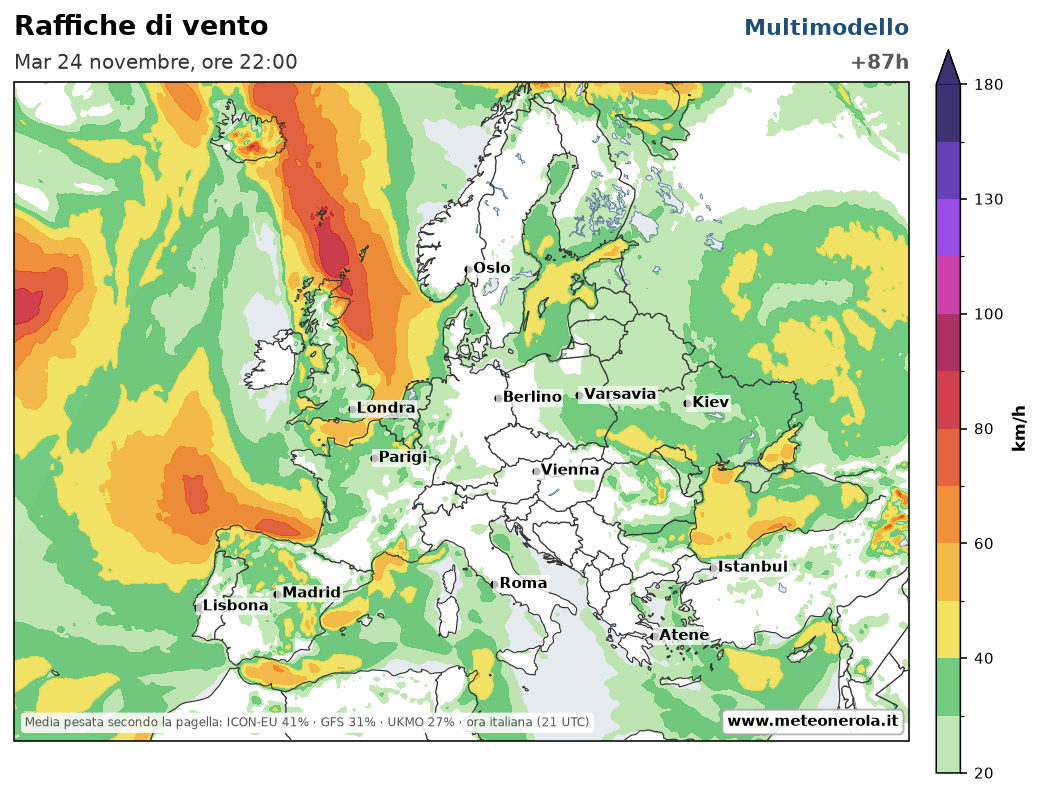 Raffiche di vento
Multimodello
Mar 24 novembre, ore 22:00
+87h
180
130
100
80
60
40
20
km/h
Oslo
Berlino
Varsavia
Kiev
Londra
Parigi
Vienna
Istanbul
Roma
Madrid
Lisbona
Atene
Media pesata secondo la pagella: ICON-EU 41% · GFS 31% · UKMO 27% · ora italiana (21 UTC)
www.meteonerola.it